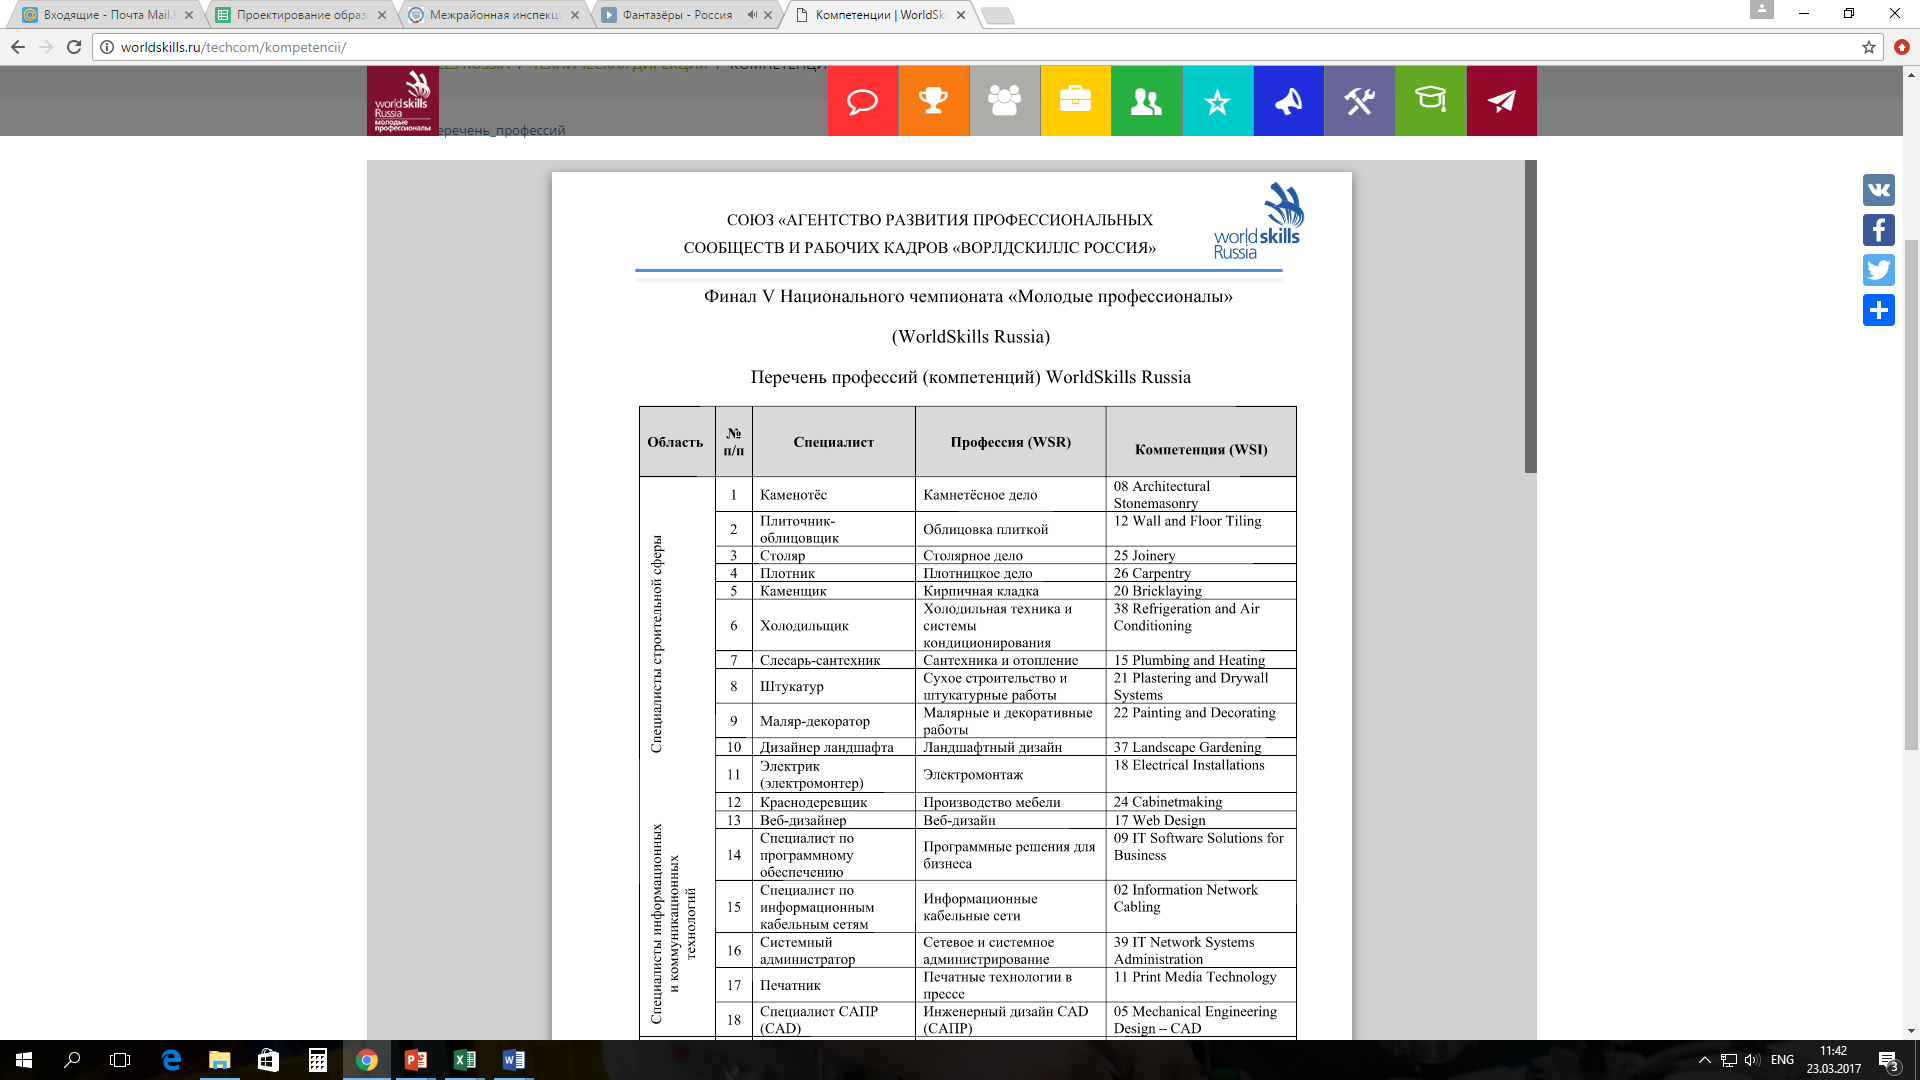 Входящие - Почта Mail.
Проектирование образ
Межрайонная инспекц
Фантазёры - Россия
Компетенции | WorldSk
worldskills.ru/techcom/kompetencii/
worldskills
Russia
молодые
профессионалы
еречень_профессий
СОЮЗ «АГЕНТСТВО РАЗВИТИЯ ПРОФЕССИОНАЛЬНЫХ
СООБЩЕСТВ И РАБОЧИХ КАДРОВ «ВОРЛДСКИЛЛС РОССИЯ»
world skills
Russia
Финал V Национального чемпионата «Молодые профессионалы»
(WorldSkills Russia)
Перечень профессий (компетенций) WorldSkills Russia
Область
№ п/п
Специалист
Профессия (WSR)
Компетенция (WSI)
Специалисты строительной сферы
1 Каменотёс Камнетёсное дело 08 Architectural Stonemasonry
2 Плиточник-облицовщик Облицовка плиткой 12 Wall and Floor Tiling
3 Столяр Столярное дело 25 Joinery
4 Плотник Плотницкое дело 26 Carpentry
5 Каменщик Кирпичная кладка 20 Bricklaying
6 Холодильщик Холодильная техника и системы кондиционирования 38 Refrigeration and Air Conditioning
7 Слесарь-сантехник Сантехника и отопление 15 Plumbing and Heating
8 Штукатур Сухое строительство и штукатурные работы 21 Plastering and Drywall Systems
9 Маляр-декоратор Малярные и декоративные работы 22 Painting and Decorating
10 Дизайнер ландшафта Ландшафтный дизайн 37 Landscape Gardening
11 Электрик (электромонтер) Электромонтаж 18 Electrical Installations
12 Краснодеревщик Производство мебели 24 Cabinetmaking
Специалисты информационных и коммуникационных технологий
13 Веб-дизайнер Веб-дизайн 17 Web Design
14 Специалист по программному обеспечению Программные решения для бизнеса 09 IT Software Solutions for Business
15 Специалист по информационным кабельным сетям Информационные кабельные сети 02 Information Network Cabling
16 Системный администратор Сетевое и системное администрирование 39 IT Network Systems Administration
17 Печатник Печатные технологии в прессе 11 Print Media Technology
18 Специалист САПР (CAD) Инженерный дизайн CAD (САПР) 05 Mechanical Engineering Design – CAD
ENG
11:42
23.03.2017
3